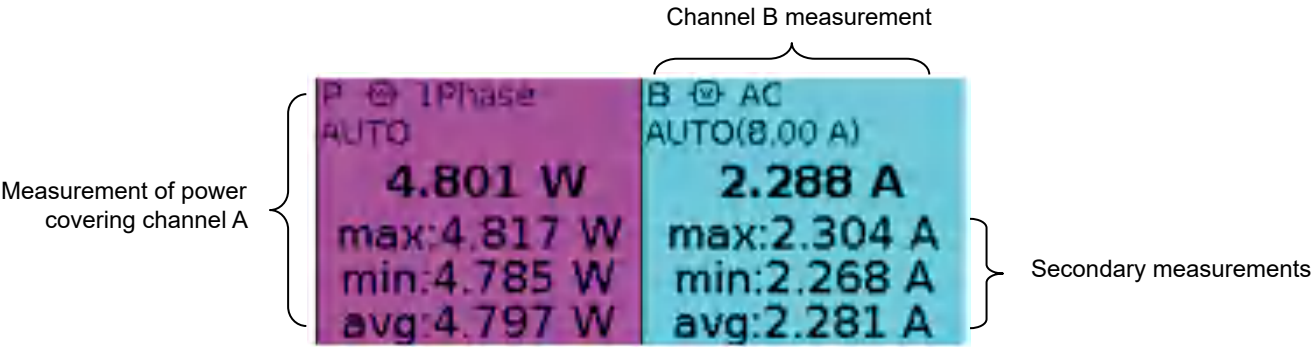 Channel B measurement
Measurement of power
covering channel A
P 1Phase
AUTO
4.801 W
max:4.817 W
min:4.785 W
avg:4.797 W
B AC
AUTO(8.00 A)
2.288 A
max:2.304 A
min:2.268 A
avg:2.281 A
Secondary measurements